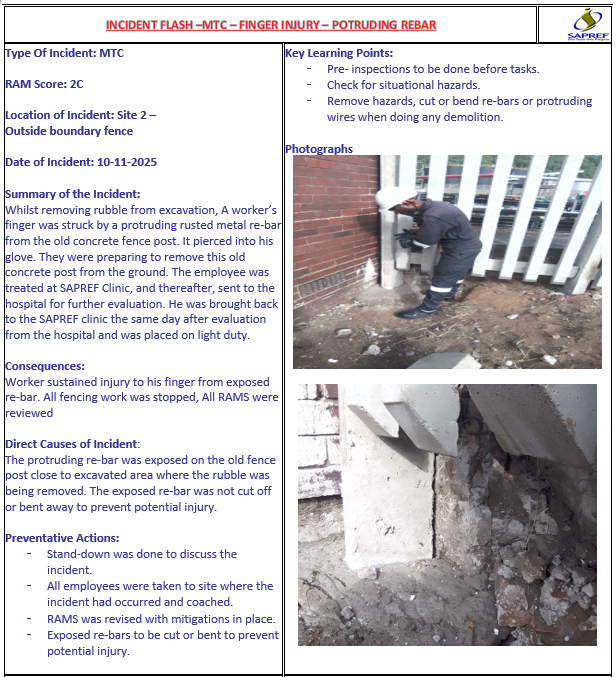 INCIDENT FLASH –MTC – FINGER INJURY – POTRUDING REBAR
SAPREF
Type Of Incident: MTC
RAM Score: 2C
Location of Incident: Site 2 –
Outside boundary fence
Date of Incident: 10-11-2025
Summary of the Incident:
Whilst removing rubble from excavation, A worker's
finger was struck by a protruding rusted metal re-bar
from the old concrete fence post. It pierced into his
glove. They were preparing to remove this old
concrete post from the ground. The employee was
treated at SAPREF Clinic, and thereafter, sent to the
hospital for further evaluation. He was brought back
to the SAPREF clinic the same day after evaluation
from the hospital and was placed on light duty.
Consequences:
Worker sustained injury to his finger from exposed
re-bar. All fencing work was stopped, All RAMS were
reviewed
Direct Causes of Incident:
The protruding re-bar was exposed on the old fence
post close to excavated area where the rubble was
being removed. The exposed re-bar was not cut off
or bent away to prevent potential injury.
Preventative Actions:
- Stand-down was done to discuss the
incident.
- All employees were taken to site where the
incident had occurred and coached.
- RAMS was revised with mitigations in place.
- Exposed re-bars to be cut or bent to prevent
potential injury.
Key Learning Points:
- Pre- inspections to be done before tasks.
- Check for situational hazards.
- Remove hazards, cut or bend re-bars or protruding
wires when doing any demolition.
Photographs